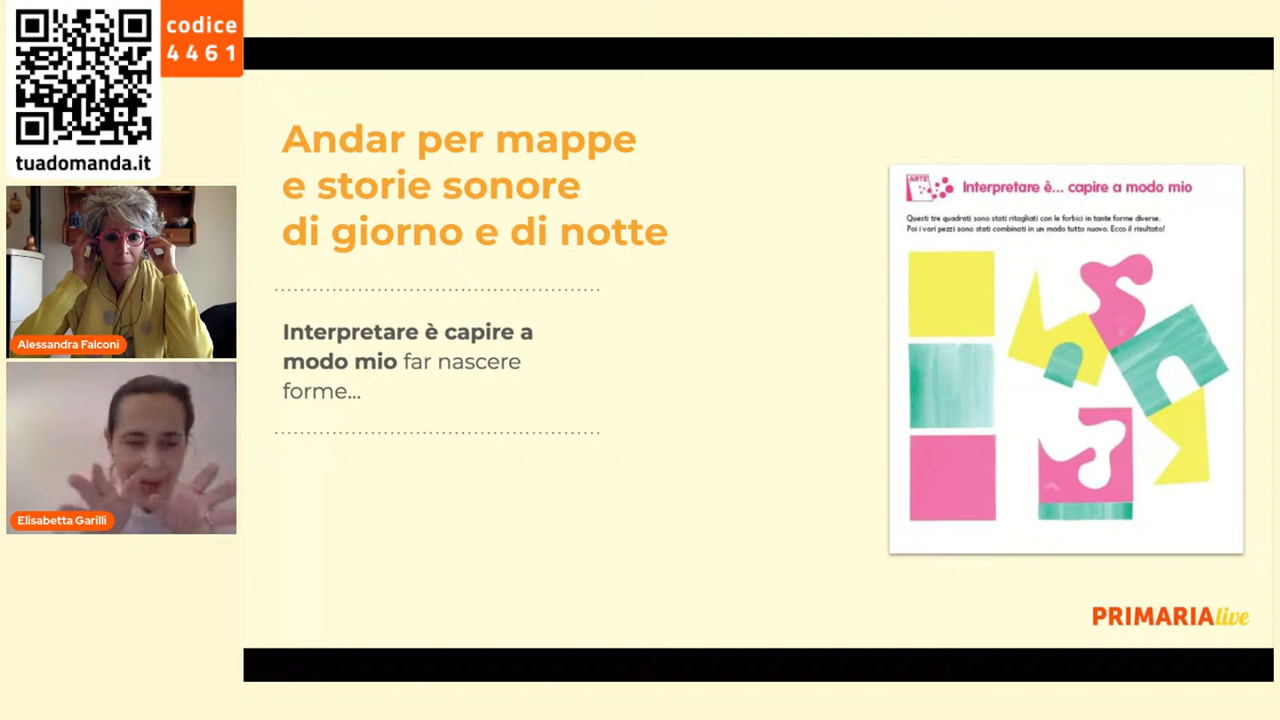 codice
4461
tuadomanda.it
Alessandra Falconi
Elisabetta Garilli
Andar per mappe
e storie sonore
di giorno e di notte
Interpretare è capire a
modo mio far nascere
forme...
ARTE
Interpretare è... capire a modo mio
Questi tre quadrati sono stati ritagliati con le forbici in tante forme diverse.
Poi i vari pezzi sono stati combinati in un modo tutto nuovo. Ecco il risultato!
PRIMARIA live